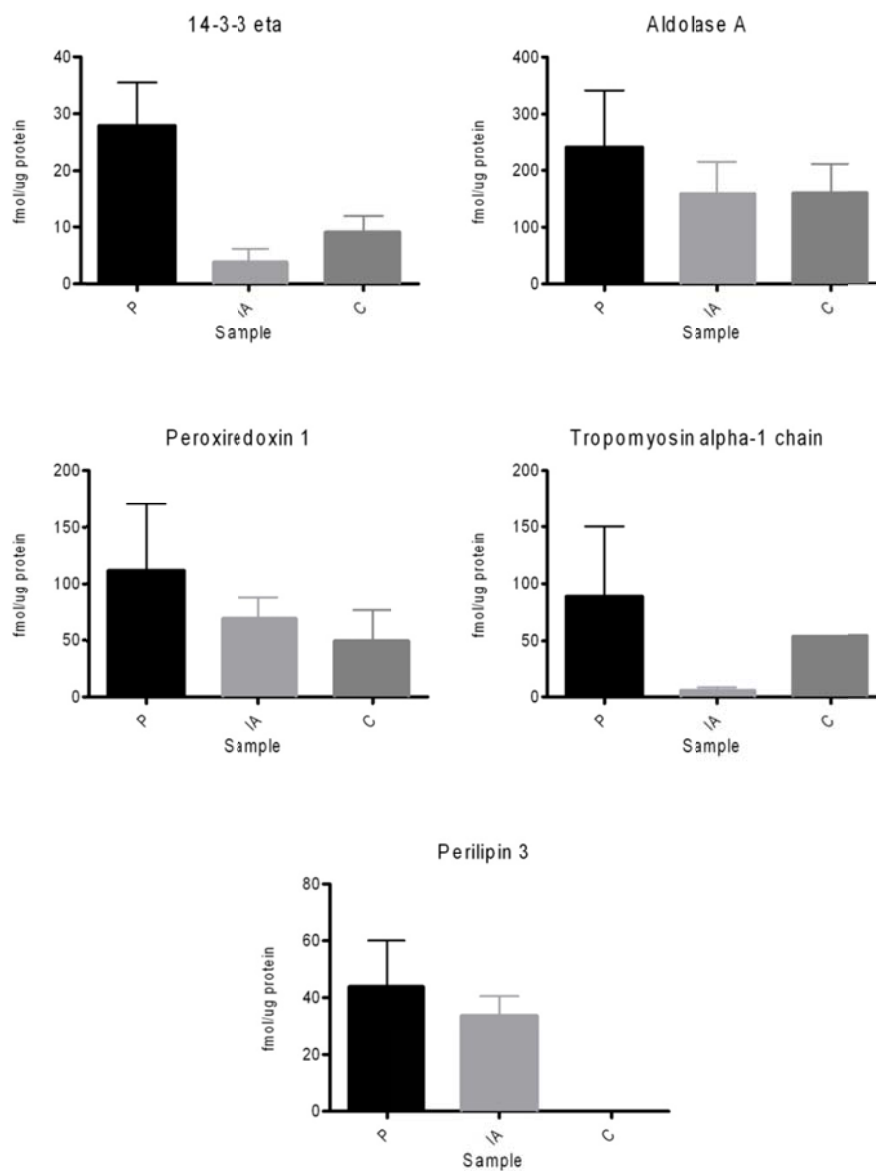 14-3-3 eta
40
30
20
10
0
fmol/ug protein
P
IA
C
Sample
Aldolase A
400
300
200
100
0
fmol/ug protein
P
IA
C
Sample
Peroxiredoxin 1
200
150
100
50
0
fmol/ug protein
P
IA
C
Sample
Tropomyosin alpha-1 chain
200
150
100
50
0
fmol/ug protein
P
IA
C
Sample
Perilipin 3
80
60
40
20
0
fmol/ug protein
P
IA
C
Sample